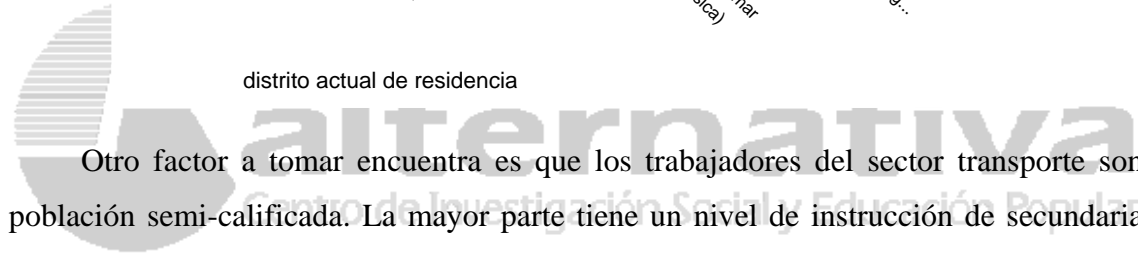 distrito actual de residencia
alternativa
Otro factor a tomar encuentra es que los trabajadores del sector transporte son
Centro de Investigación Social y Educación Popular
población semi-calificada. La mayor parte tiene un nivel de instrucción de secundaria